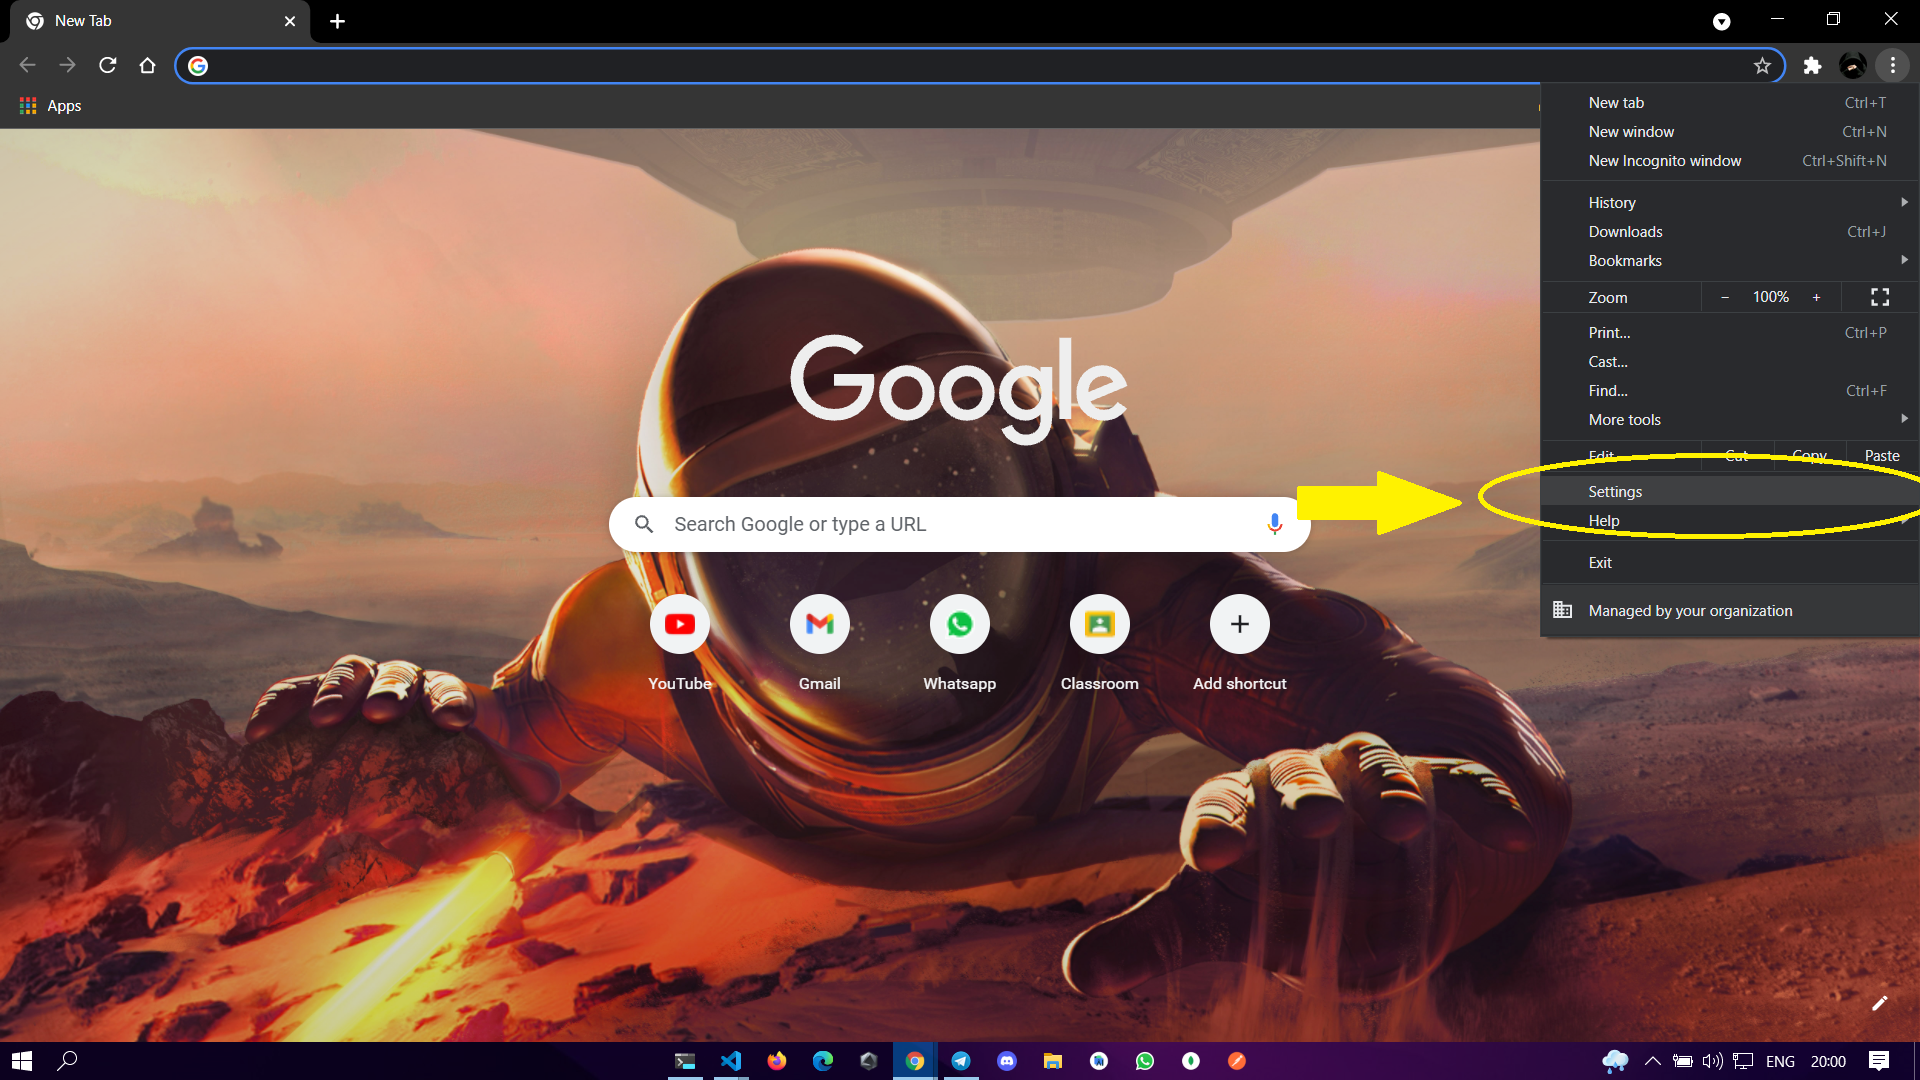 New Tab
Apps
New tab Ctrl+T
New window Ctrl+N
New Incognito window Ctrl+Shift+N
History
Downloads Ctrl+J
Bookmarks
Zoom − 100% +
Print... Ctrl+P
Cast...
Find... Ctrl+F
More tools
Edit Cut Copy Paste
Settings
Help
Exit
Managed by your organization
Google
Search Google or type a URL
YouTube Gmail Whatsapp Classroom Add shortcut
ENG 20:00